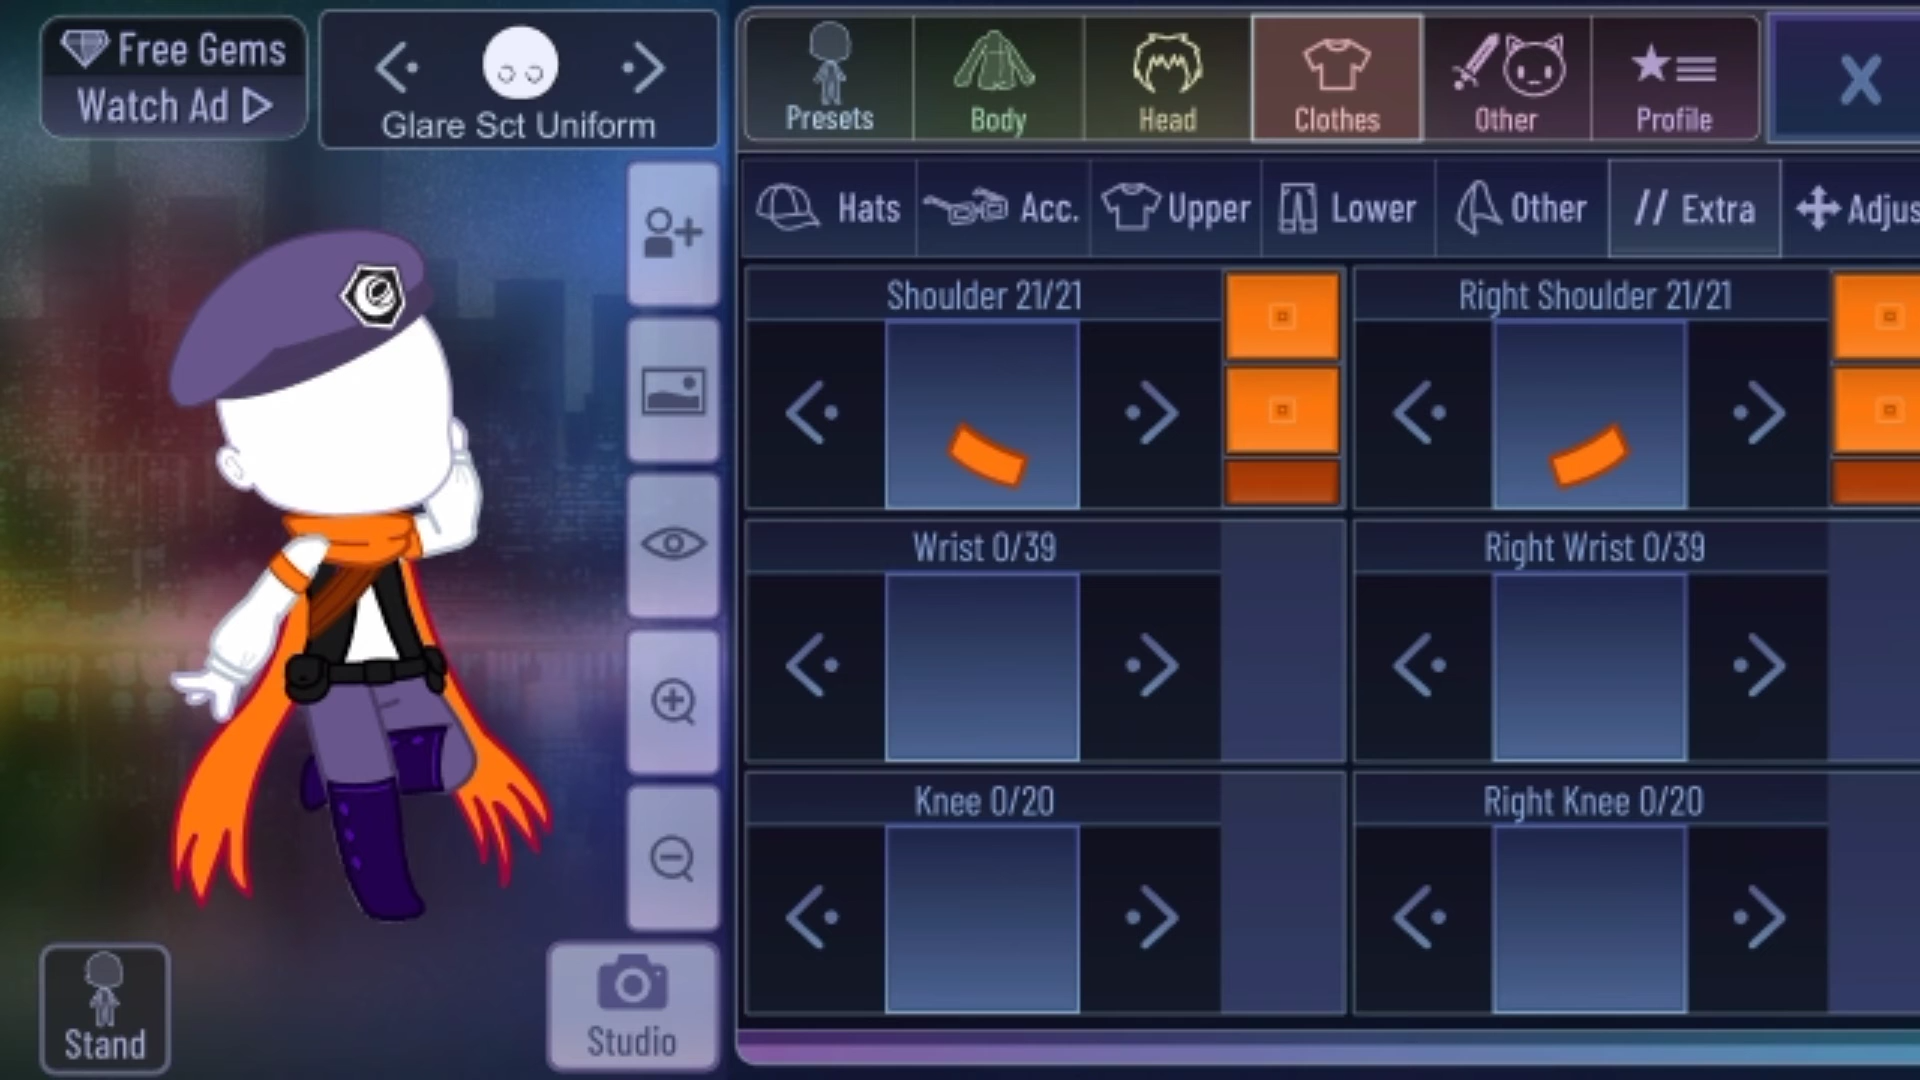 Free Gems
Watch Ad
Glare Sct Uniform
Presets
Body
Head
Clothes
Other
Profile
X
Hats
Acc.
Upper
Lower
Other
// Extra
Adjus
Shoulder 21/21
Right Shoulder 21/21
Wrist 0/39
Right Wrist 0/39
Knee 0/20
Right Knee 0/20
Stand
Studio